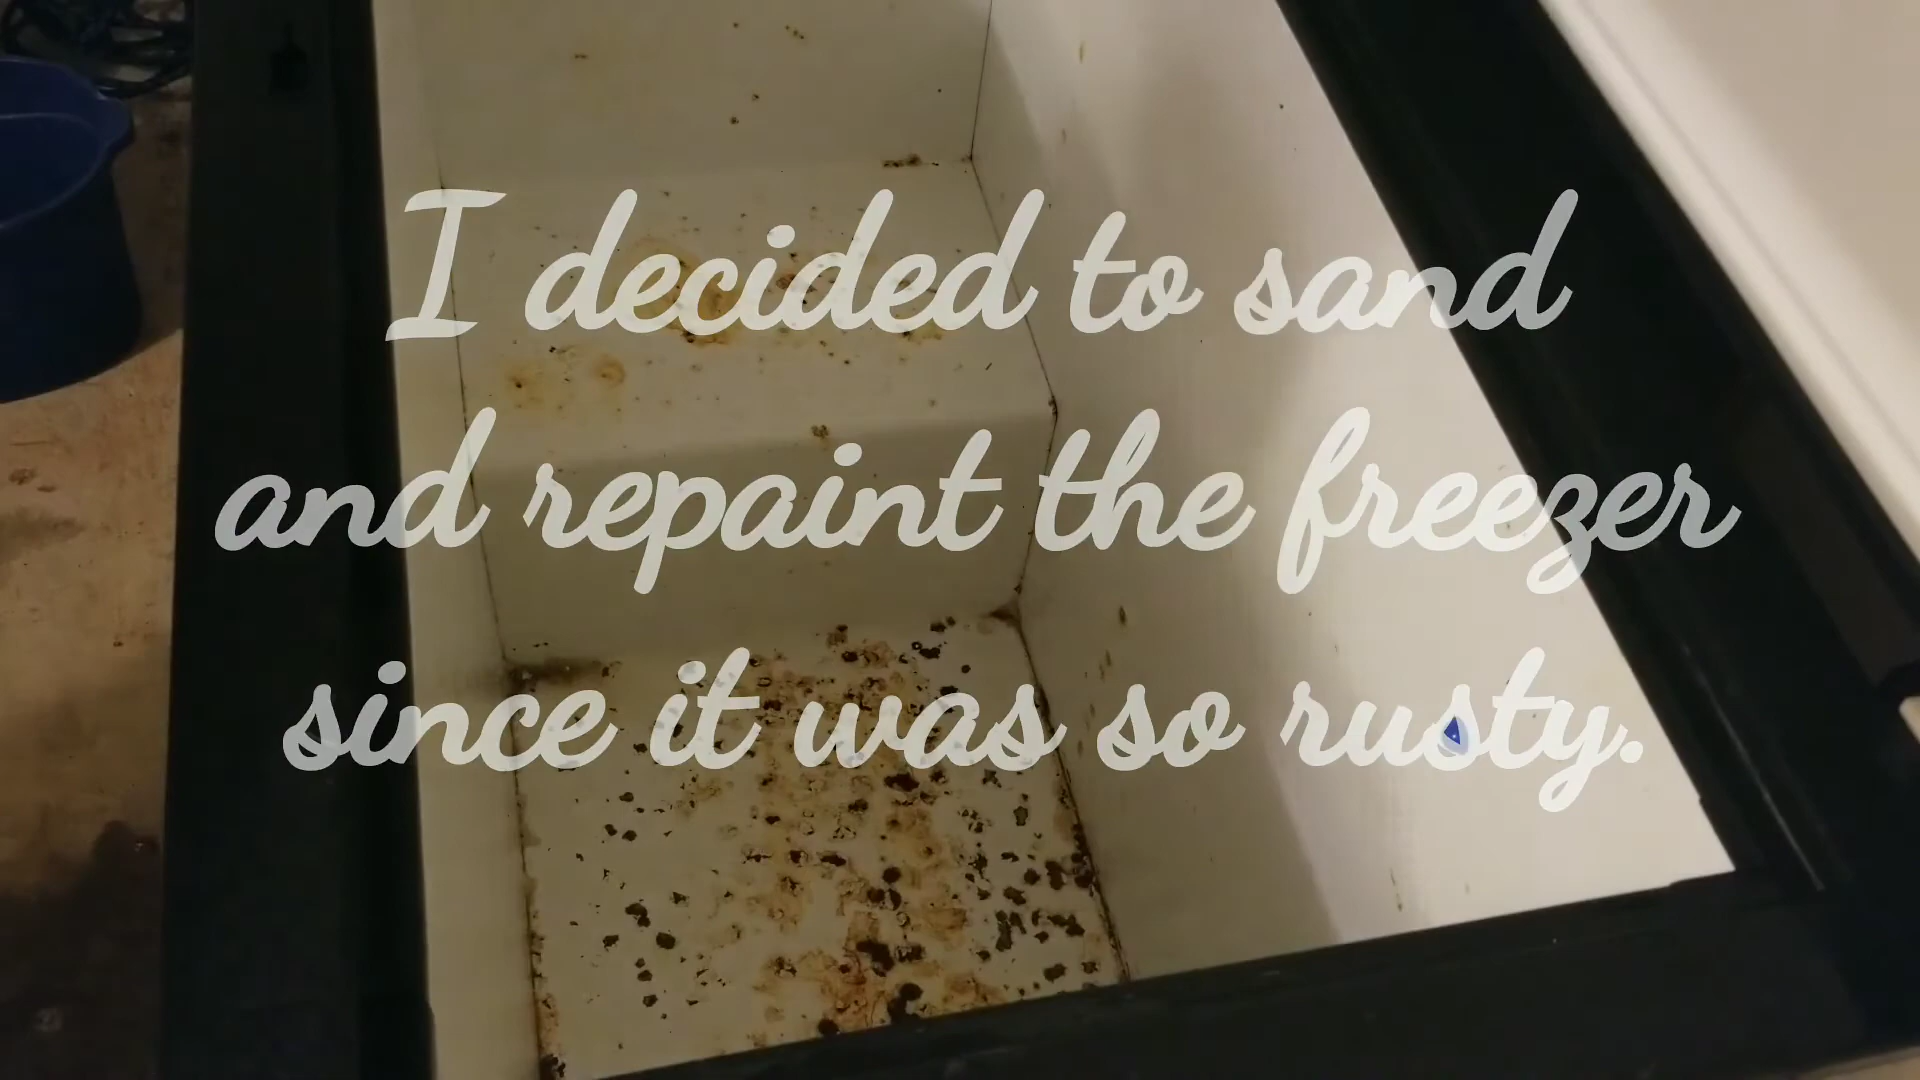 I decided to sand
and repaint the freezer
since it was so rusty.